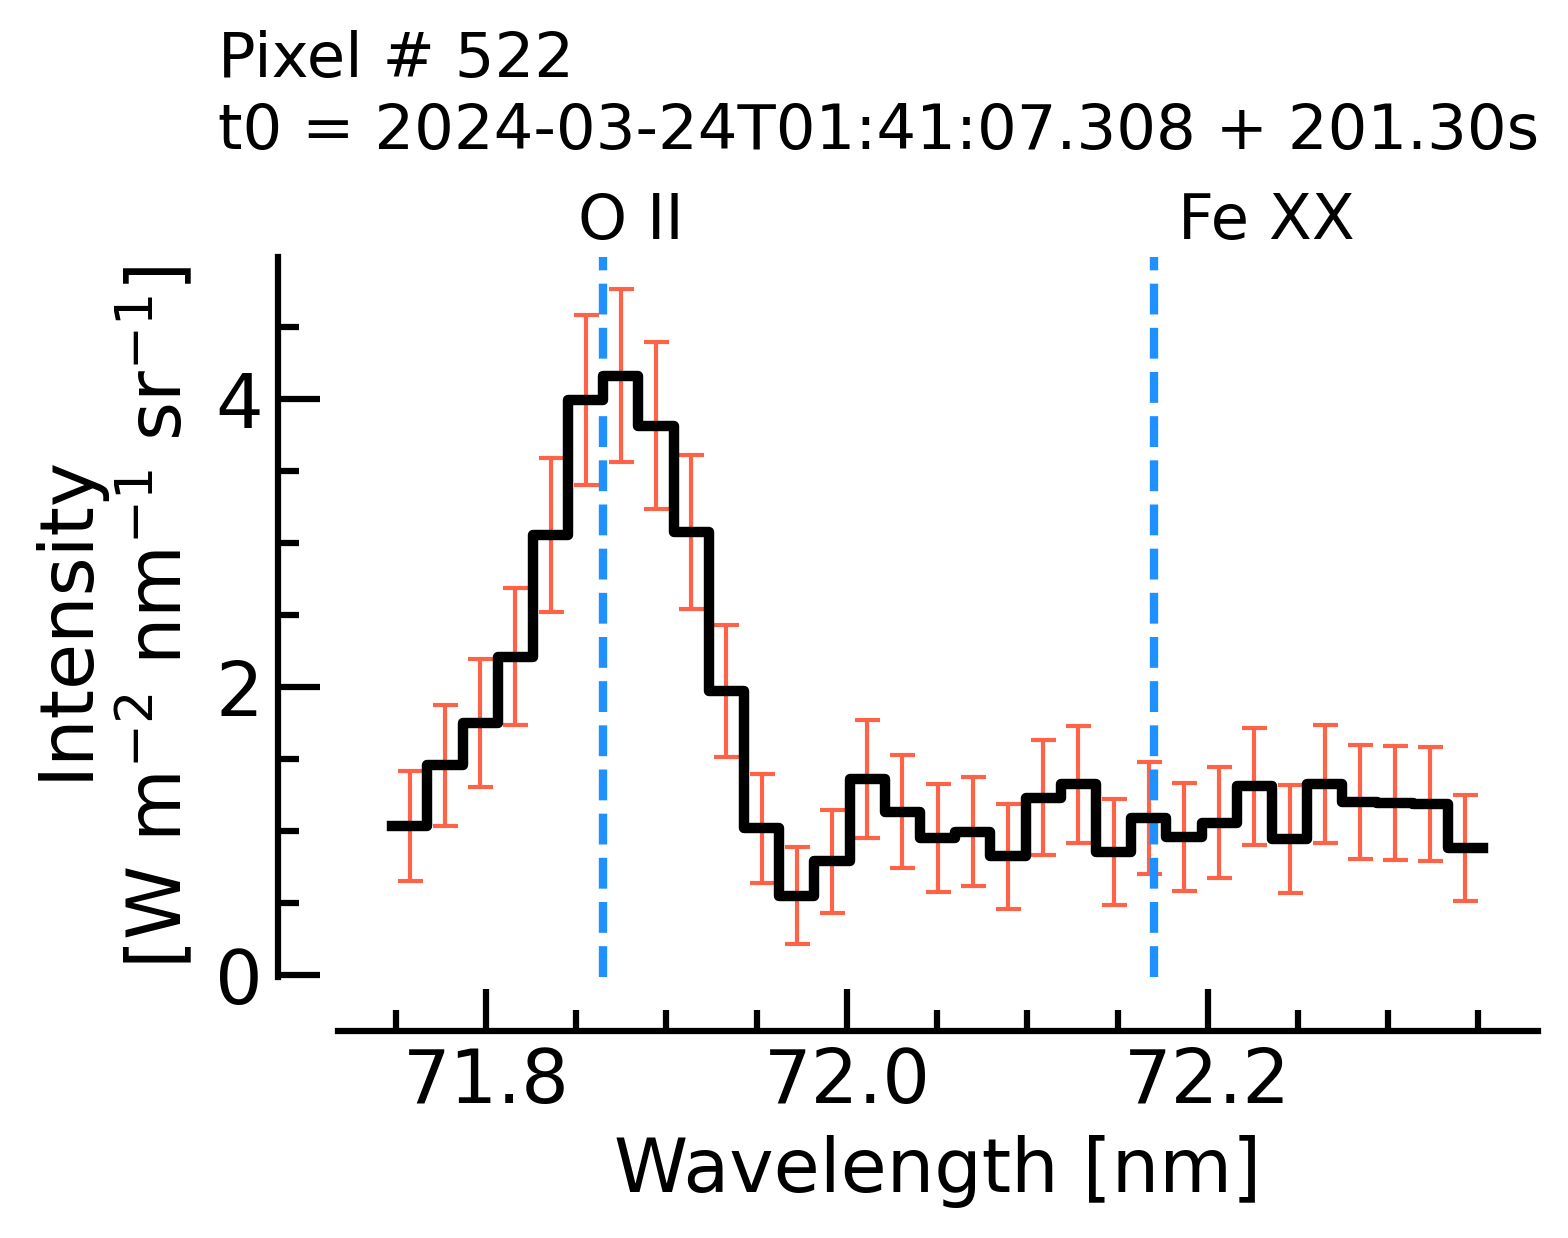 Pixel # 522
t0 = 2024-03-24T01:41:07.308 + 201.30s
O II
Fe XX
Intensity
[W m⁻² nm⁻¹ sr⁻¹]
4
2
0
71.8
72.0
72.2
Wavelength [nm]